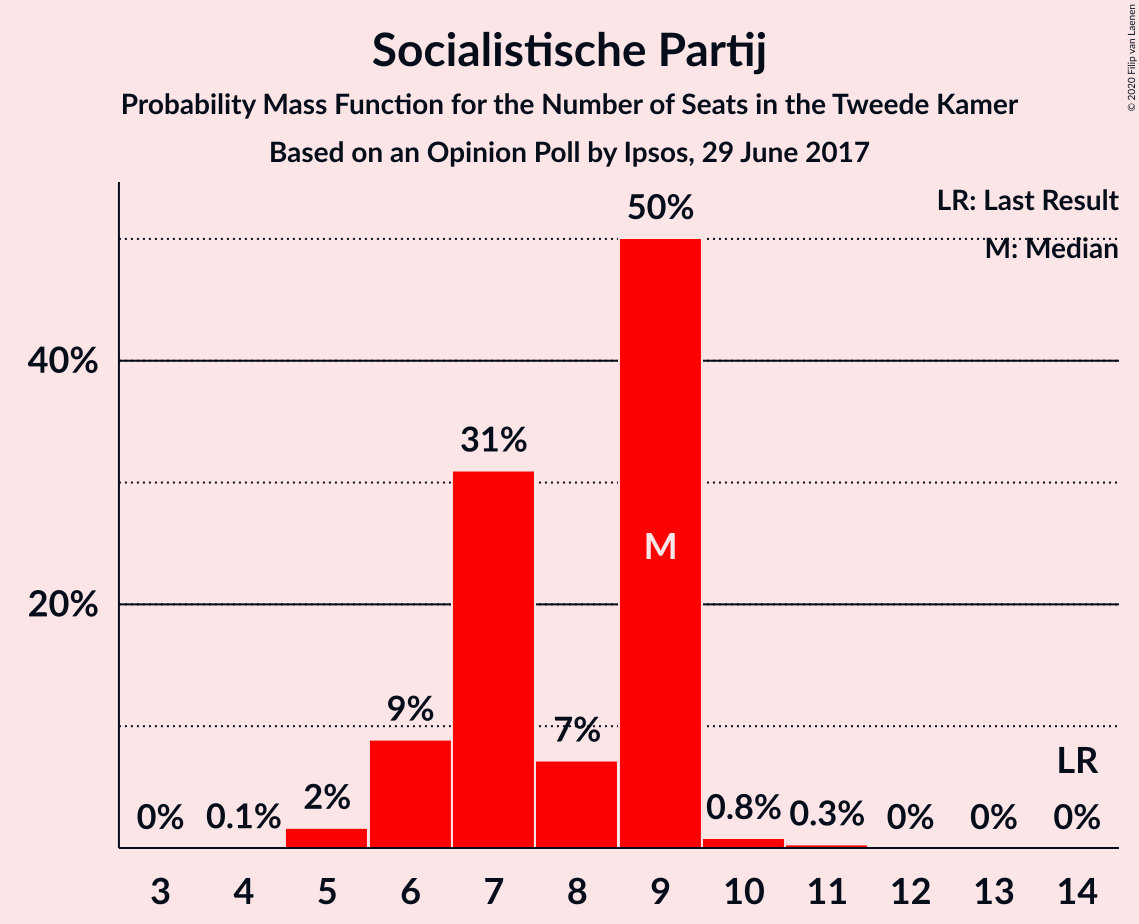 Socialistische Partij
Probability Mass Function for the Number of Seats in the Tweede Kamer
Based on an Opinion Poll by Ipsos, 29 June 2017
© 2020 Filip van Laenen
LR: Last Result
M: Median
50%
40%
31%
M
20%
9%
7%
LR
2%
0% 0.1% 0.8% 0.3% 0% 0% 0%
3 4 5 6 7 8 9 10 11 12 13 14